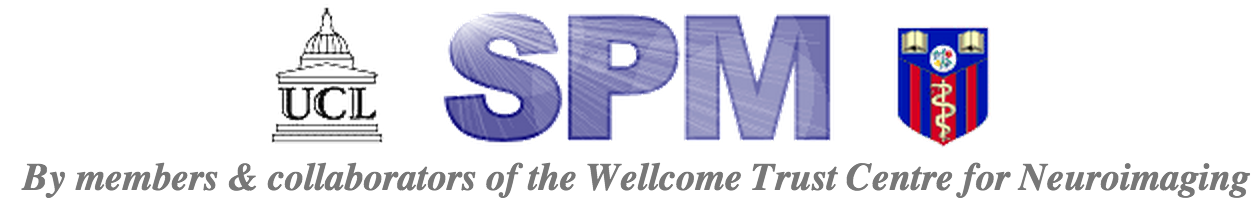 UCL SPM
By members & collaborators of the Wellcome Trust Centre for Neuroimaging